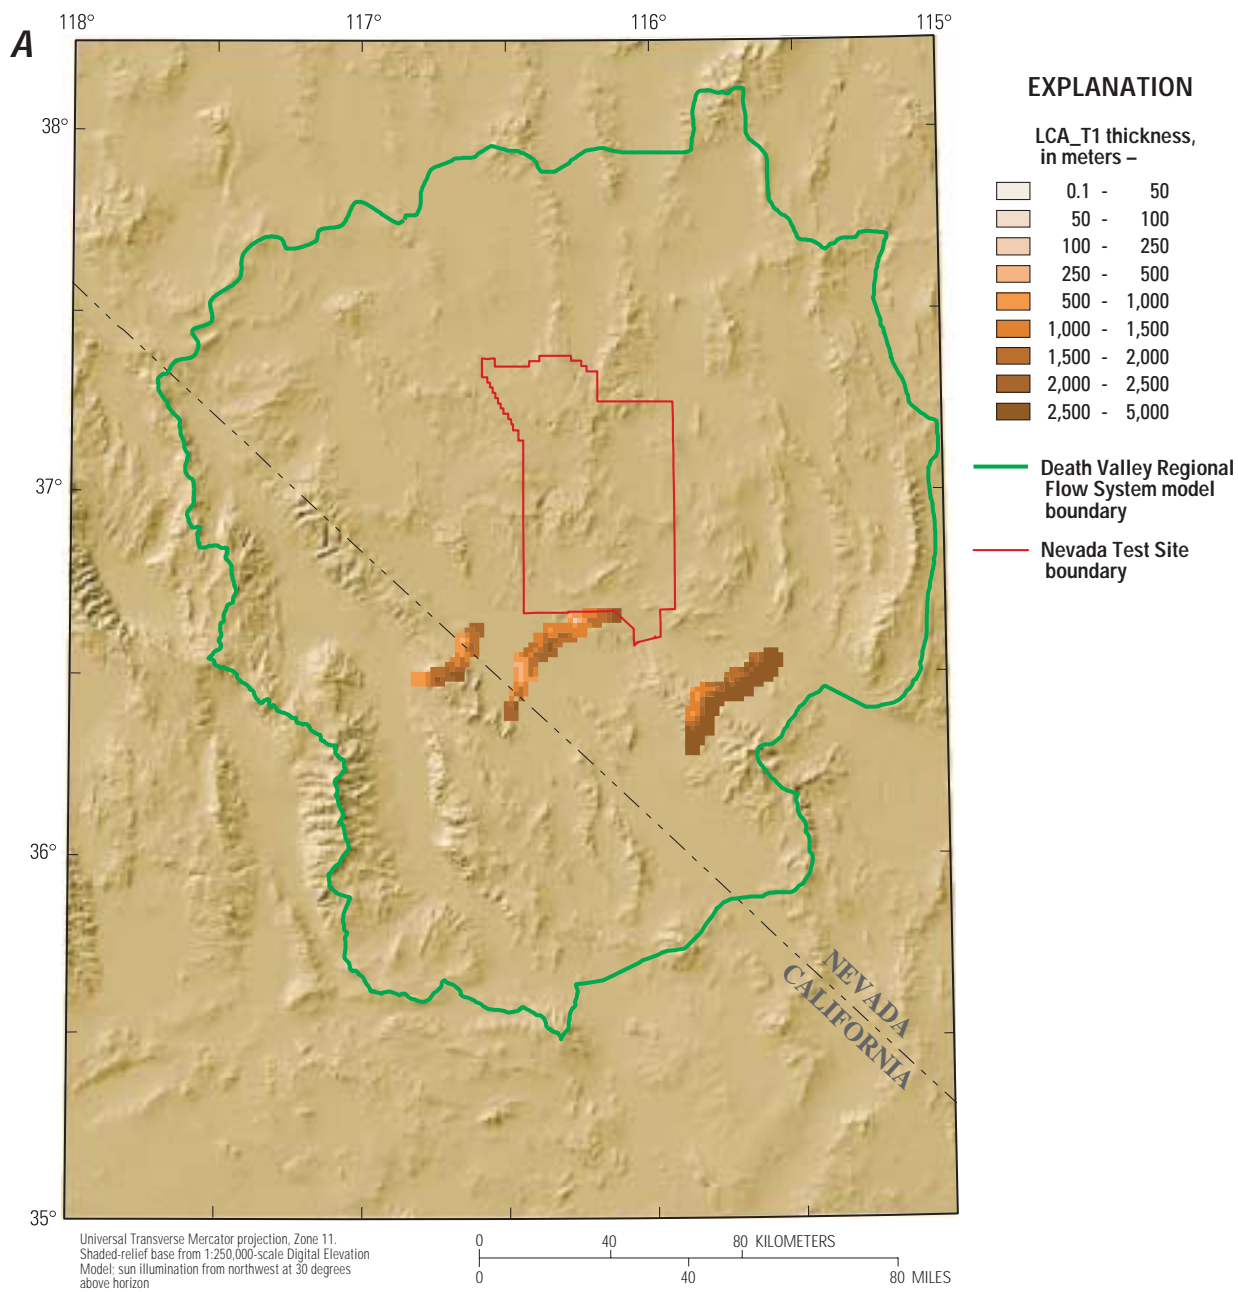 A
118°
117°
116°
115°
38°
37°
36°
35°
NEVADA
CALIFORNIA
EXPLANATION
LCA_T1 thickness,
in meters –
0.1 - 50
50 - 100
100 - 250
250 - 500
500 - 1,000
1,000 - 1,500
1,500 - 2,000
2,000 - 2,500
2,500 - 5,000
Death Valley Regional
Flow System model
boundary
Nevada Test Site
boundary
Universal Transverse Mercator projection, Zone 11.
Shaded-relief base from 1:250,000-scale Digital Elevation
Model; sun illumination from northwest at 30 degrees
above horizon
0 40 80 KILOMETERS
0 40 80 MILES